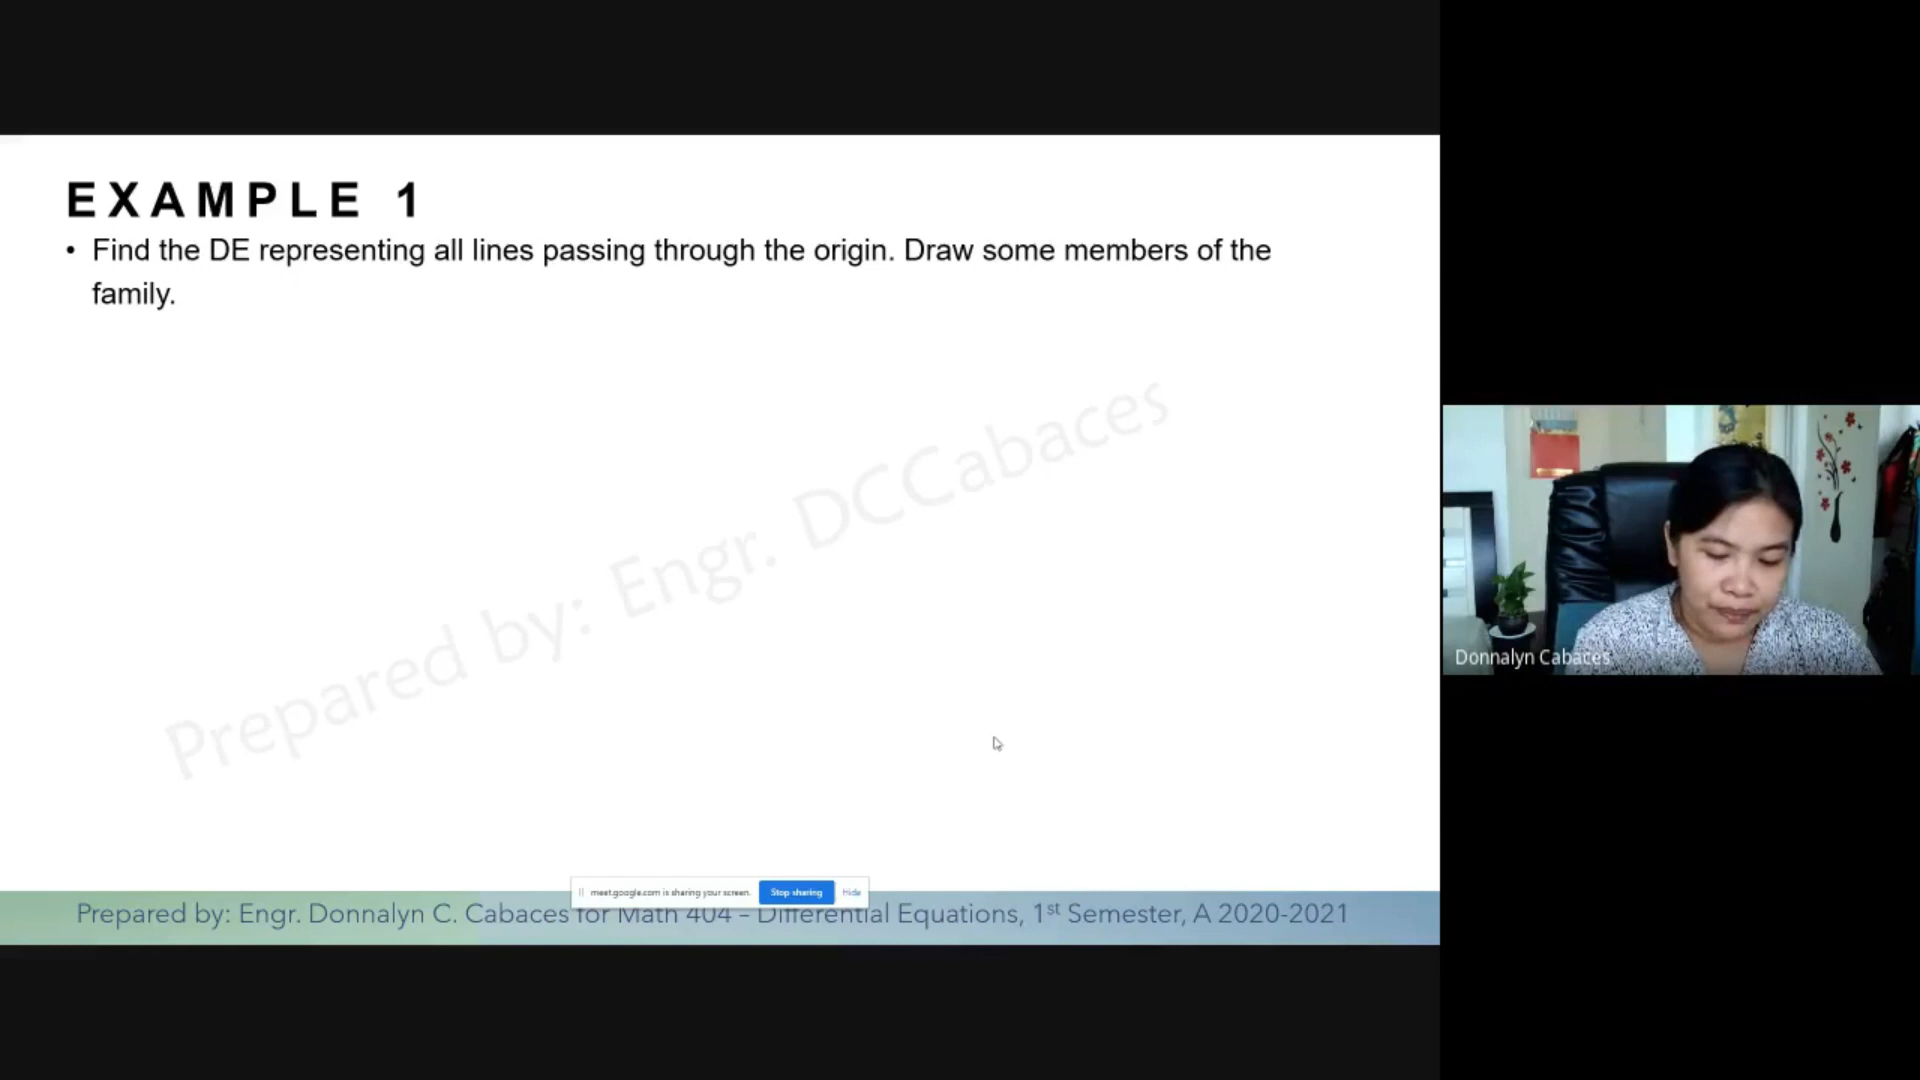 EXAMPLE 1
• Find the DE representing all lines passing through the origin. Draw some members of the
family.
Prepared by: Engr. DCCabaces
Donnalyn Cabaces
meet.google.com is sharing your screen. Stop sharing Hide
Prepared by: Engr. Donnalyn C. Cabaces for Math 404 – Differential Equations, 1st Semester, A 2020-2021